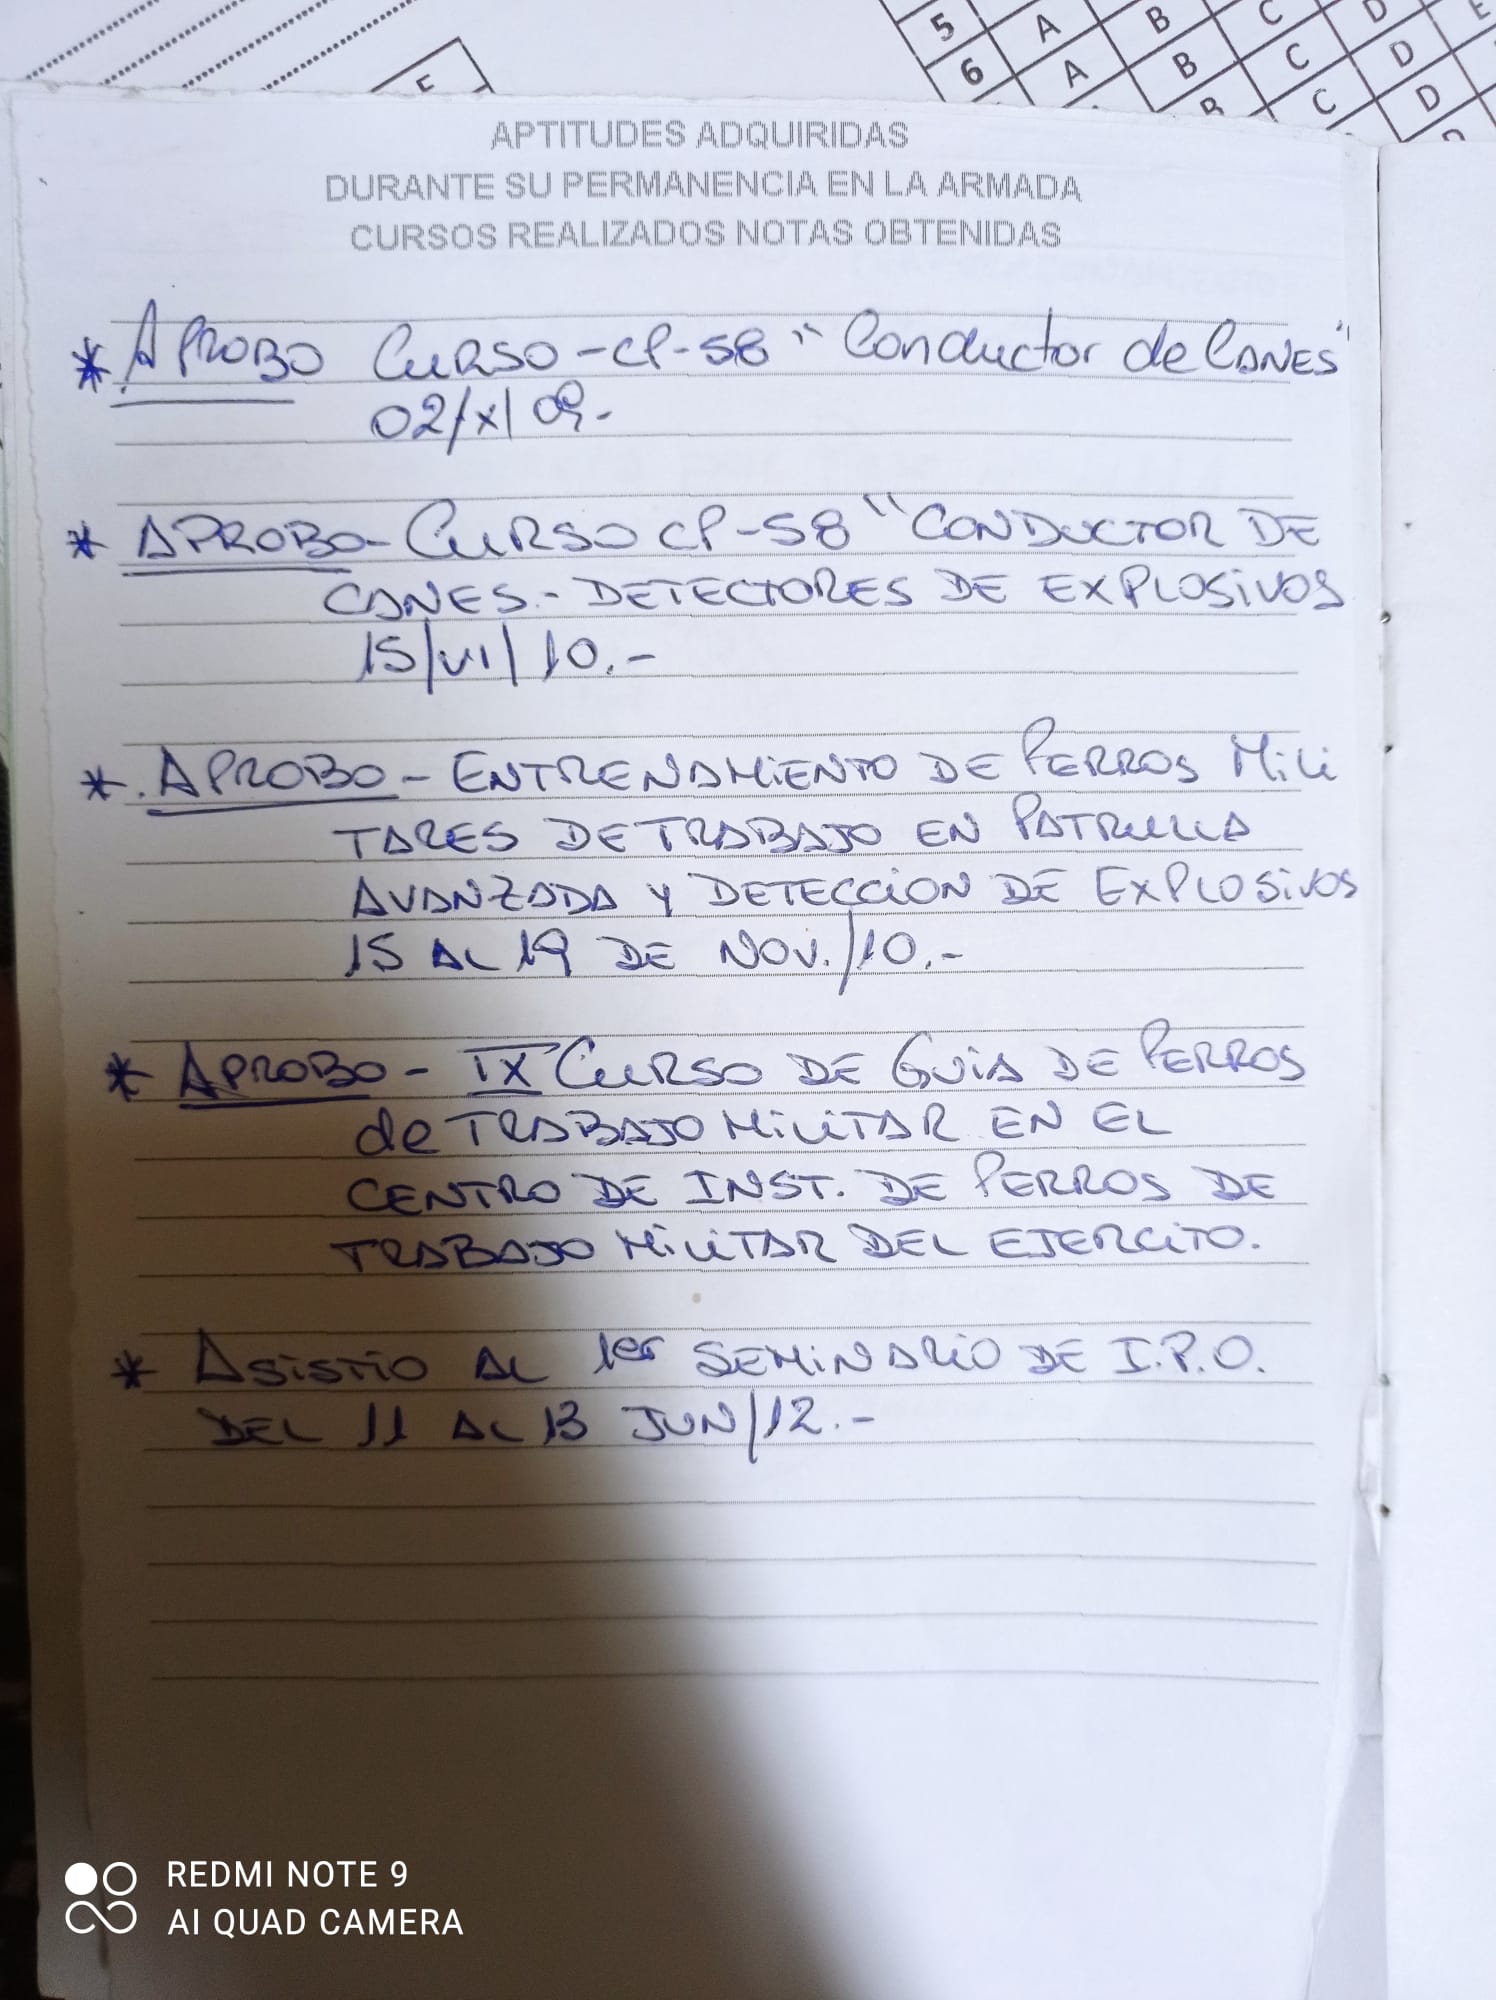 5 A B C D E
6 A B C D
B C D
E
APTITUDES ADQUIRIDAS
DURANTE SU PERMANENCIA EN LA ARMADA
CURSOS REALIZADOS NOTAS OBTENIDAS
* APROBO CURSO-CP-58 "Conductor de CANES"
02/X/09.-
* APROBO- CURSO CP-58 "CONDUCTOR DE
CANES.- DETECTORES DE EXPLOSIVOS
15/VI/10.-
*. APROBO - ENTRENAMIENTO DE PERROS MILI
TARES DE TRABAJO EN PATRULLA
AVANZADA Y DETECCION DE EXPLOSIVOS
15 AL 19 DE NOV./10.-
* APROBO - IX CURSO DE GUIA DE PERROS
de TRABAJO MILITAR EN EL
CENTRO DE INST. DE PERROS DE
TRABAJO MILITAR DEL EJERCITO.
* ASISTIO AL 1er SEMINARIO DE I.P.O.
DEL 11 AL 13 JUN/12.-
REDMI NOTE 9
AI QUAD CAMERA